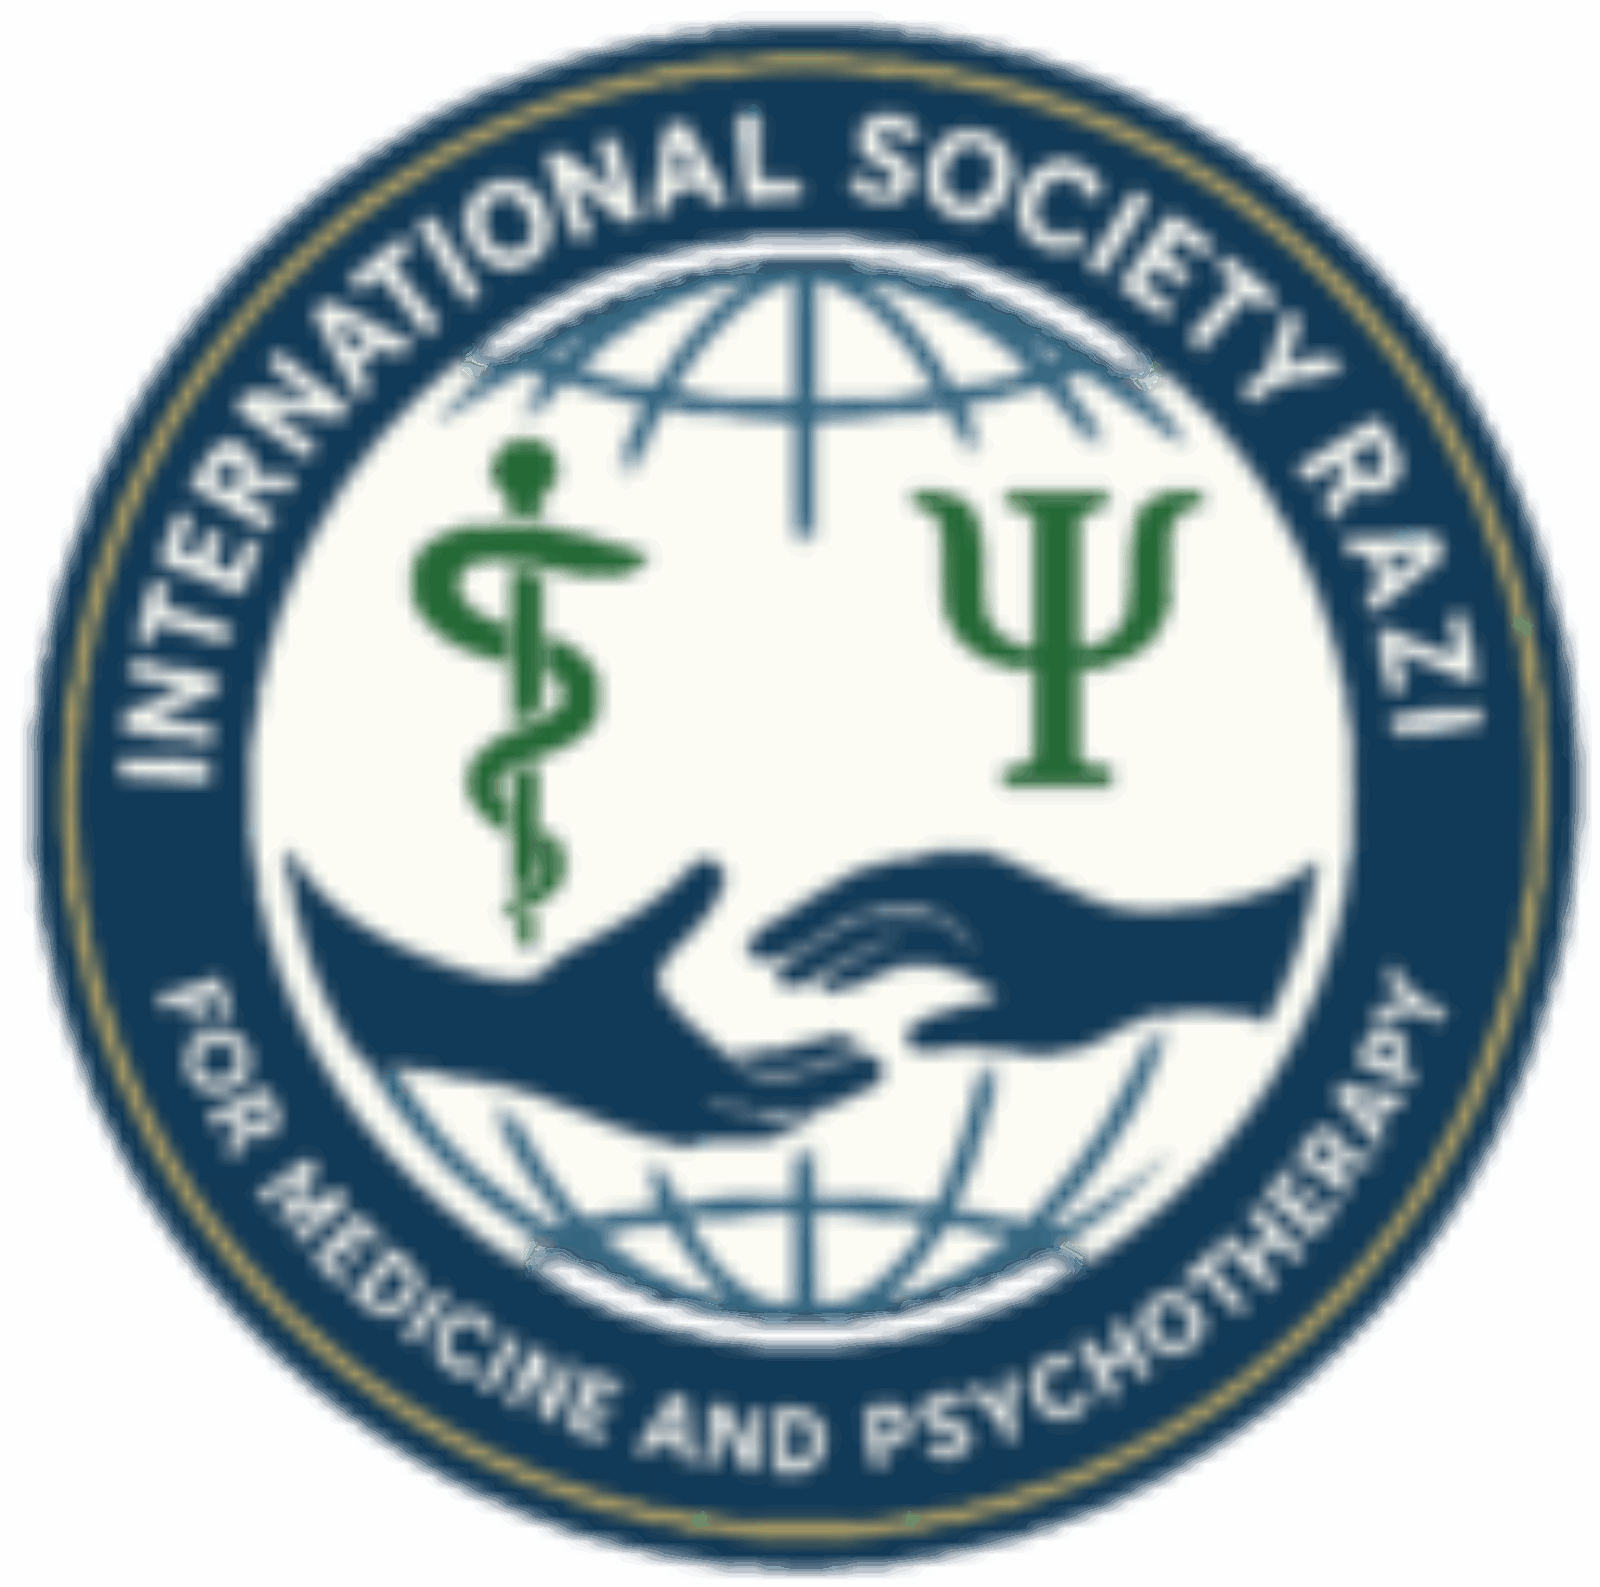 INTERNATIONAL SOCIETY RAZI
Ψ
FOR MEDICINE AND PSYCHOTHERAPY